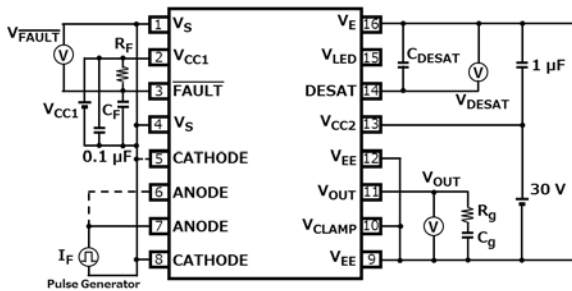 V_FAULT
V
R_F
V_CC1
C_F
0.1 μF
I_F
Pulse Generator
1 V_S
2 V_CC1
3 FAULT
4 V_S
5 CATHODE
6 ANODE
7 ANODE
8 CATHODE
V_E 16
V_LED 15
DESAT 14
V_CC2 13
V_EE 12
V_OUT 11
V_CLAMP 10
V_EE 9
C_DESAT
V
V_DESAT
1 μF
V_OUT
V
R_g
C_g
30 V